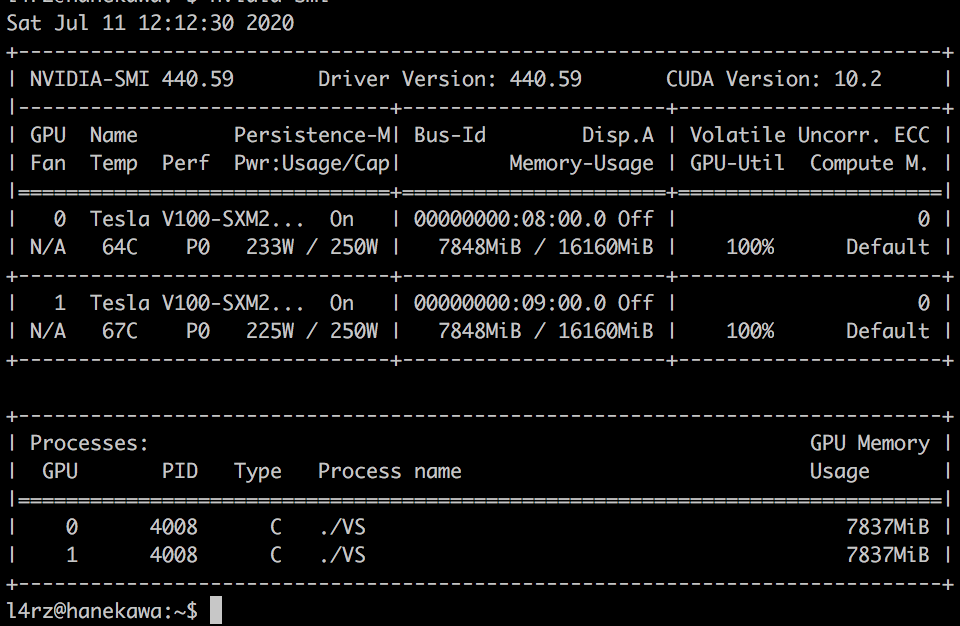 l4rz@hanekawa:~$ nvidia-smi
Sat Jul 11 12:12:30 2020
+-----------------------------------------------------------------------------+
| NVIDIA-SMI 440.59       Driver Version: 440.59       CUDA Version: 10.2     |
|-------------------------------+----------------------+----------------------+
| GPU  Name        Persistence-M| Bus-Id        Disp.A | Volatile Uncorr. ECC |
| Fan  Temp  Perf  Pwr:Usage/Cap|         Memory-Usage | GPU-Util  Compute M. |
|===============================+======================+======================|
|   0  Tesla V100-SXM2...  On   | 00000000:08:00.0 Off |                    0 |
| N/A   64C    P0   233W / 250W |   7848MiB / 16160MiB |    100%      Default |
+-------------------------------+----------------------+----------------------+
|   1  Tesla V100-SXM2...  On   | 00000000:09:00.0 Off |                    0 |
| N/A   67C    P0   225W / 250W |   7848MiB / 16160MiB |    100%      Default |
+-------------------------------+----------------------+----------------------+
+-----------------------------------------------------------------------------+
| Processes:                                                       GPU Memory |
|  GPU       PID   Type   Process name                             Usage      |
|=============================================================================|
|    0      4008      C   ./VS                                        7837MiB |
|    1      4008      C   ./VS                                        7837MiB |
+-----------------------------------------------------------------------------+
l4rz@hanekawa:~$